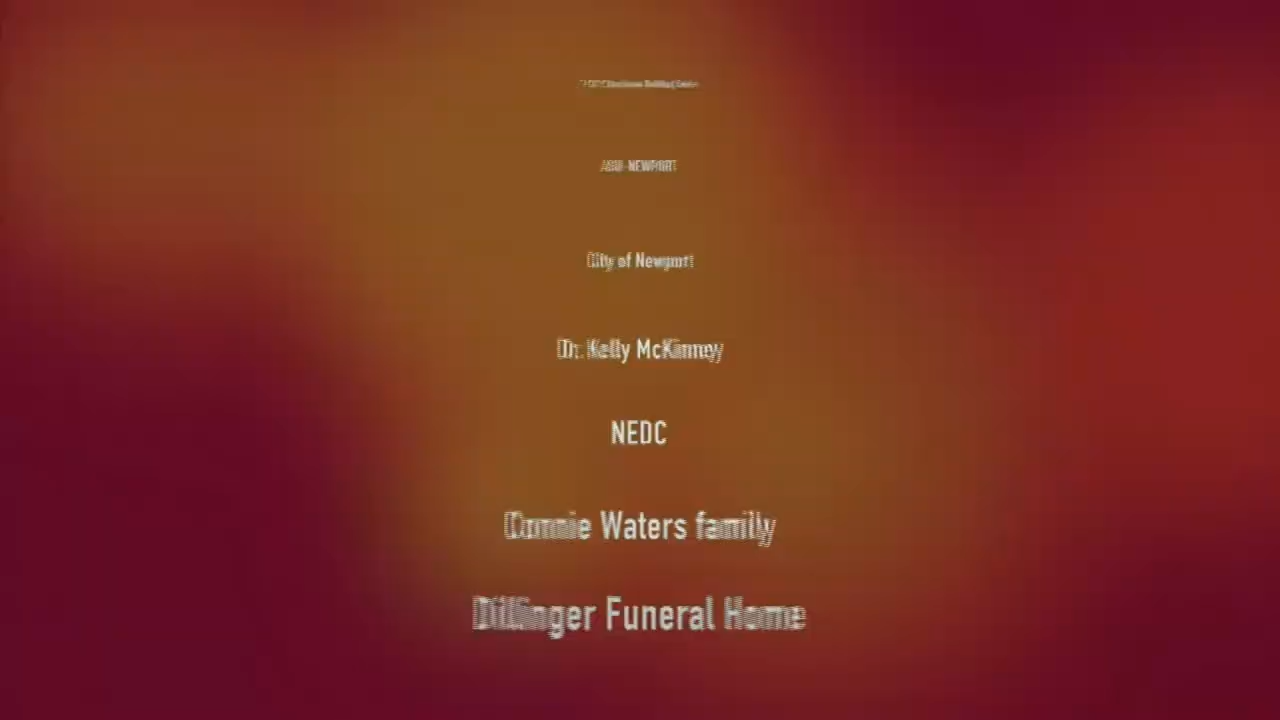 ASU-NEWPORT
City of Newport
Dr. Kelly McKinney
NEDC
Connie Waters family
Dillinger Funeral Home